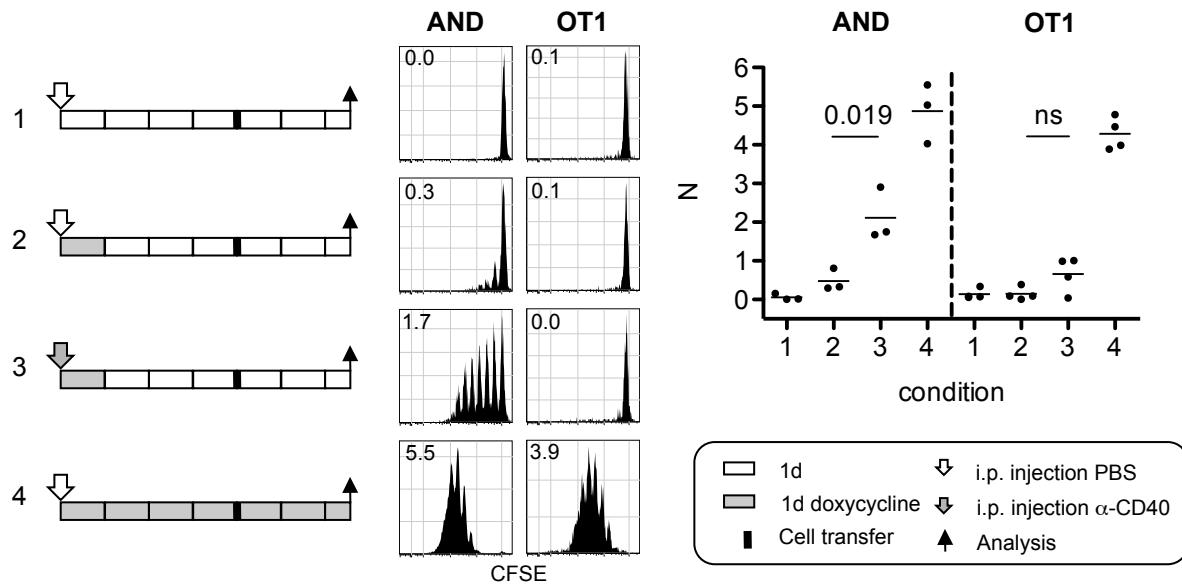 AND OT1
1
0.0 0.1
2
0.3 0.1
3
1.7 0.0
4
5.5 3.9
CFSE
AND OT1
N
6
5
4
3
2
1
0
0.019 ns
1 2 3 4 1 2 3 4
condition
1d
1d doxycycline
Cell transfer
i.p. injection PBS
i.p. injection α-CD40
Analysis